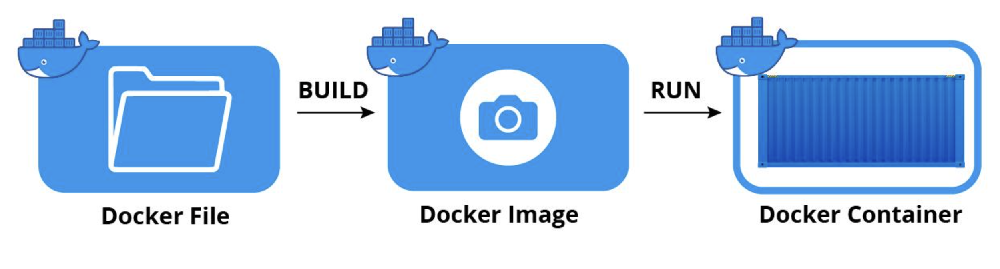 BUILD
RUN
Docker File
Docker Image
Docker Container